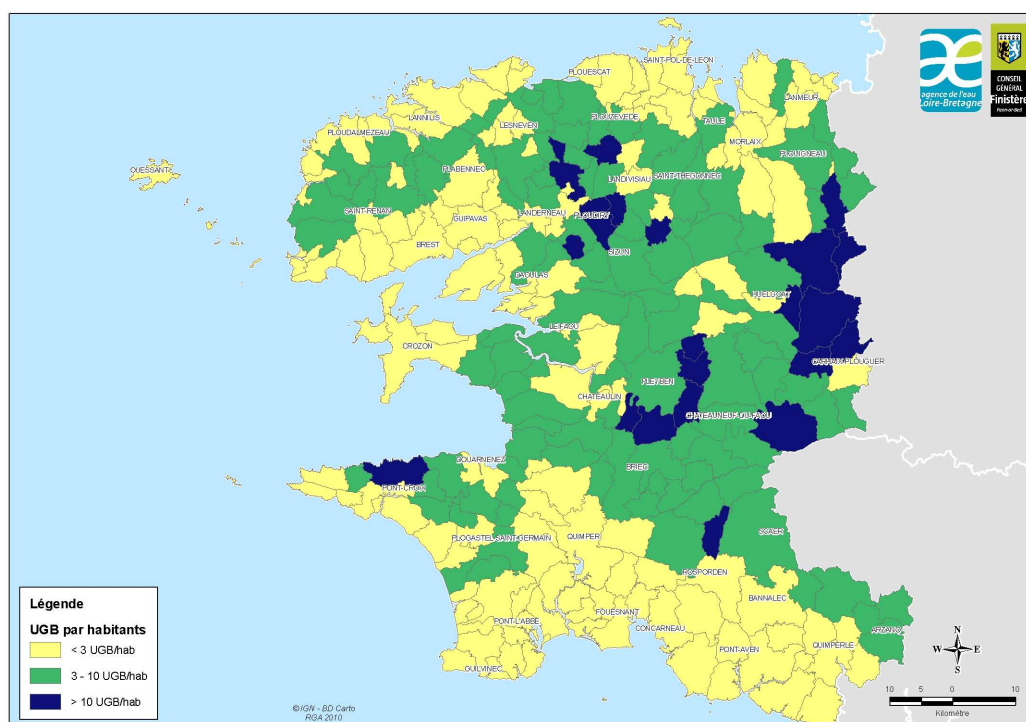 agence de l'eau
Loire-Bretagne
CONSEIL
GÉNÉRAL
Finistère
Penn-ar-Bed
SAINT-POL-DE-LEON
PLOUESCAT
LANMEUR
LANNILIS
LESNEVEN
PLOUZEVEDE
TAULE
PLOUDALMEZEAU
MORLAIX
PLOUIGNEAU
OUESSANT
PLABENNEC
LANDIVISIAU
SAINT-THEGONNEC
SAINT-RENAN
GUIPAVAS
LANDERNEAU
PLOUDIRY
BREST
SIZUN
DAOULAS
HUELGOAT
LE FAOU
CROZON
CARHAIX-PLOUGUER
PLEYBEN
CHATEAULIN
CHATEAUNEUF-DU-FAOU
DOUARNENEZ
BRIEC
PONT-CROIX
SCAER
PLOGASTEL-SAINT-GERMAIN
QUIMPER
ROSPORDEN
BANNALEC
FOUESNANT
PONT-L'ABBE
CONCARNEAU
ARZANO
QUIMPERLE
PONT-AVEN
GUILVINEC
Légende
UGB par habitants
< 3 UGB/hab
3 - 10 UGB/hab
> 10 UGB/hab
©IGN - BD Carto
RGA 2010
N
W E
S
10 5 0 10
Kilomètre